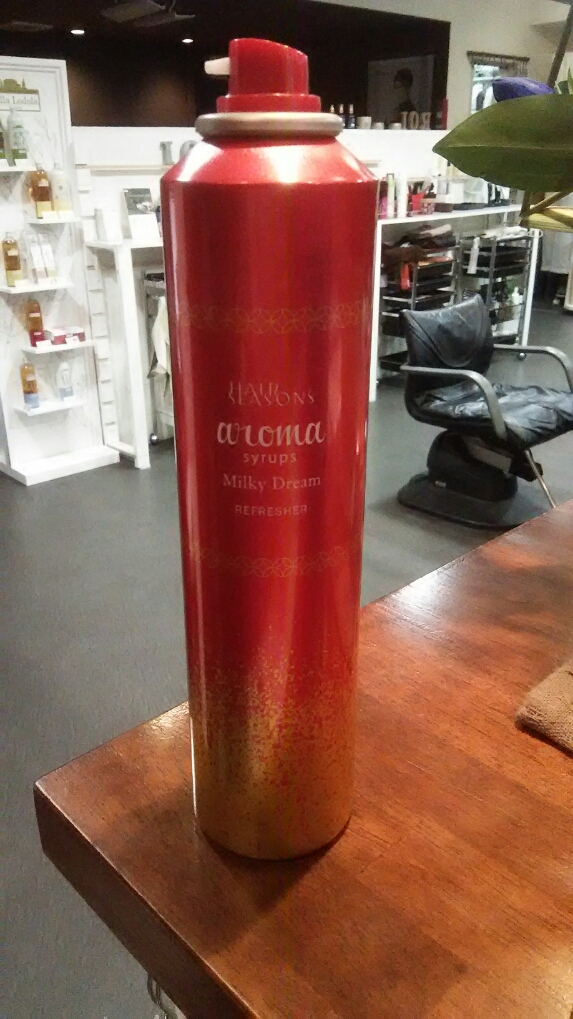 HAIR
SEASONS
aroma
syrups
Milky Dream
REFRESHER